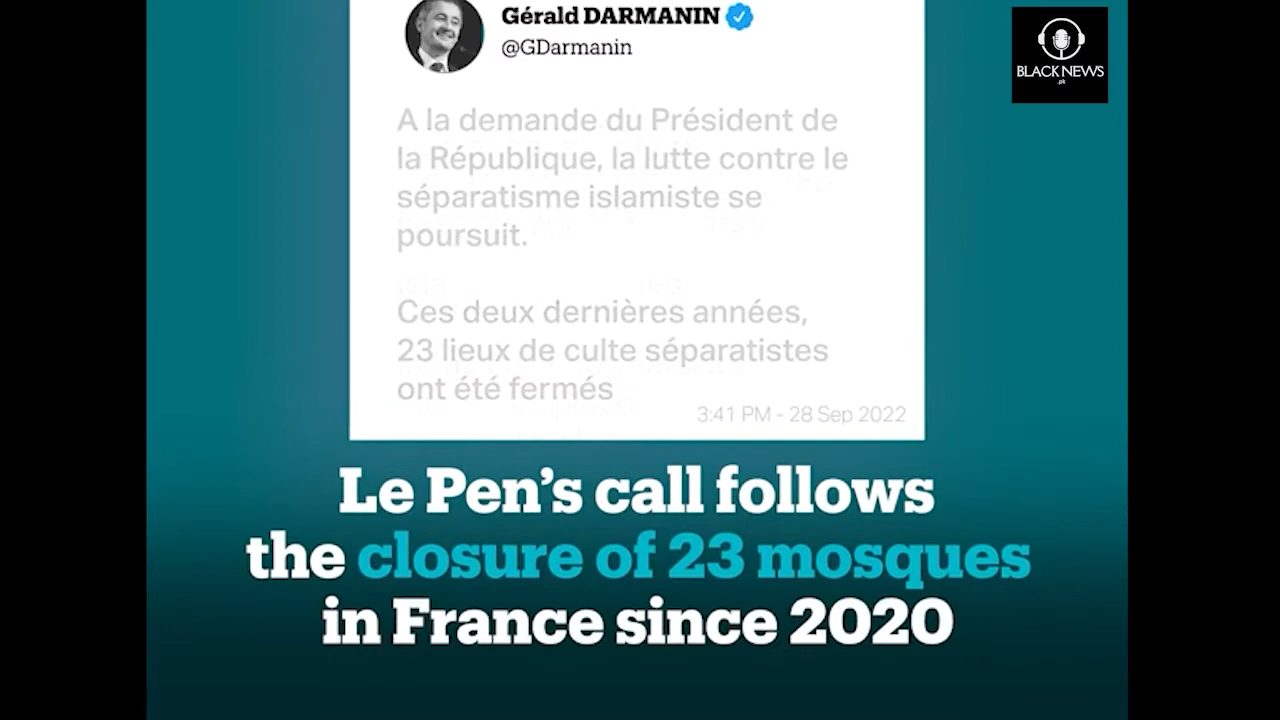 Gérald DARMANIN
@GDarmanin
BLACK NEWS
.pk
A la demande du Président de
la République, la lutte contre le
séparatisme islamiste se
poursuit.
Ces deux dernières années,
23 lieux de culte séparatistes
ont été fermés
3:41 PM - 28 Sep 2022
Le Pen's call follows
the closure of 23 mosques
in France since 2020